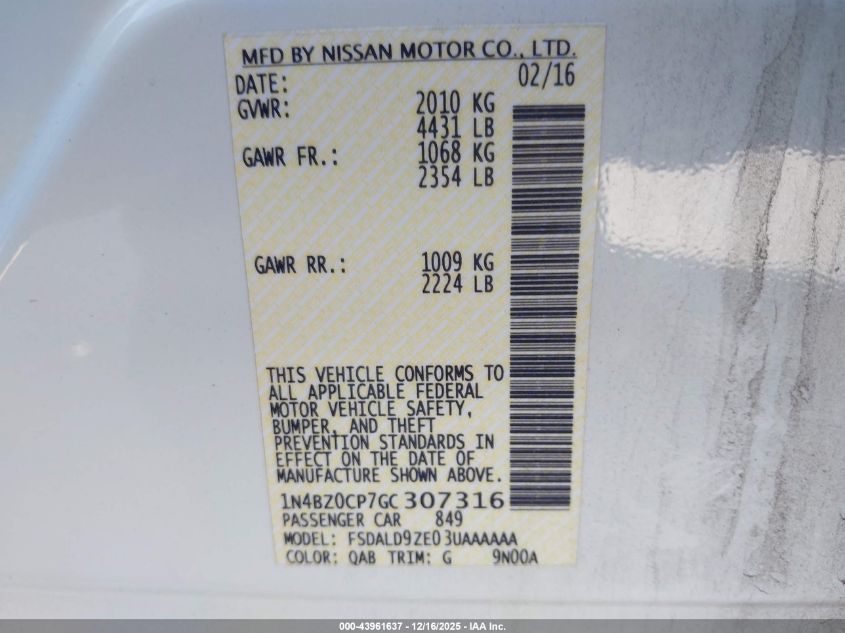 MFD BY NISSAN MOTOR CO., LTD.
DATE: 02/16
GVWR: 2010 KG
4431 LB
GAWR FR.: 1068 KG
2354 LB
GAWR RR.: 1009 KG
2224 LB
THIS VEHICLE CONFORMS TO
ALL APPLICABLE FEDERAL
MOTOR VEHICLE SAFETY,
BUMPER, AND THEFT
PREVENTION STANDARDS IN
EFFECT ON THE DATE OF
MANUFACTURE SHOWN ABOVE.
1N4BZ0CP7GC307316
PASSENGER CAR 849
MODEL: FSDALD9ZE03UAAAAAA
COLOR: QAB TRIM: G 9N00A
000-43961637 - 12/16/2025 - IAA Inc.